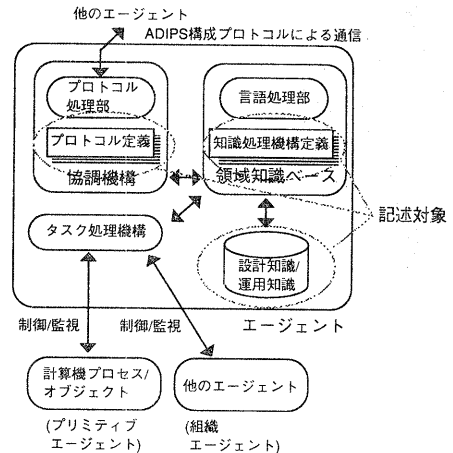 他のエージェント
ADIPS構成プロトコルによる通信
プロトコル
処理部
プロトコル定義
協調機構
言語処理部
知識処理機構定義
領域知識ベース
記述対象
タスク処理機構
設計知識/
運用知識
制御/監視
制御/監視
エージェント
計算機プロセス/
オブジェクト
他のエージェント
(プリミティブ
エージェント)
(組織
エージェント)